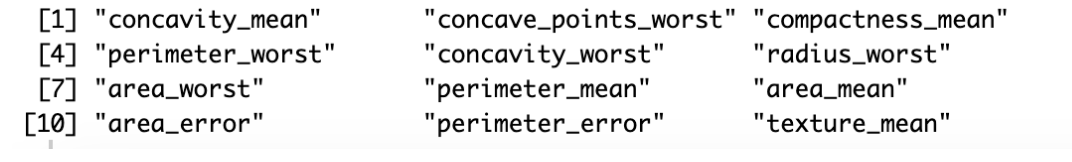 [1] "concavity_mean" "concave_points_worst" "compactness_mean"
[4] "perimeter_worst" "concavity_worst" "radius_worst"
[7] "area_worst" "perimeter_mean" "area_mean"
[10] "area_error" "perimeter_error" "texture_mean"